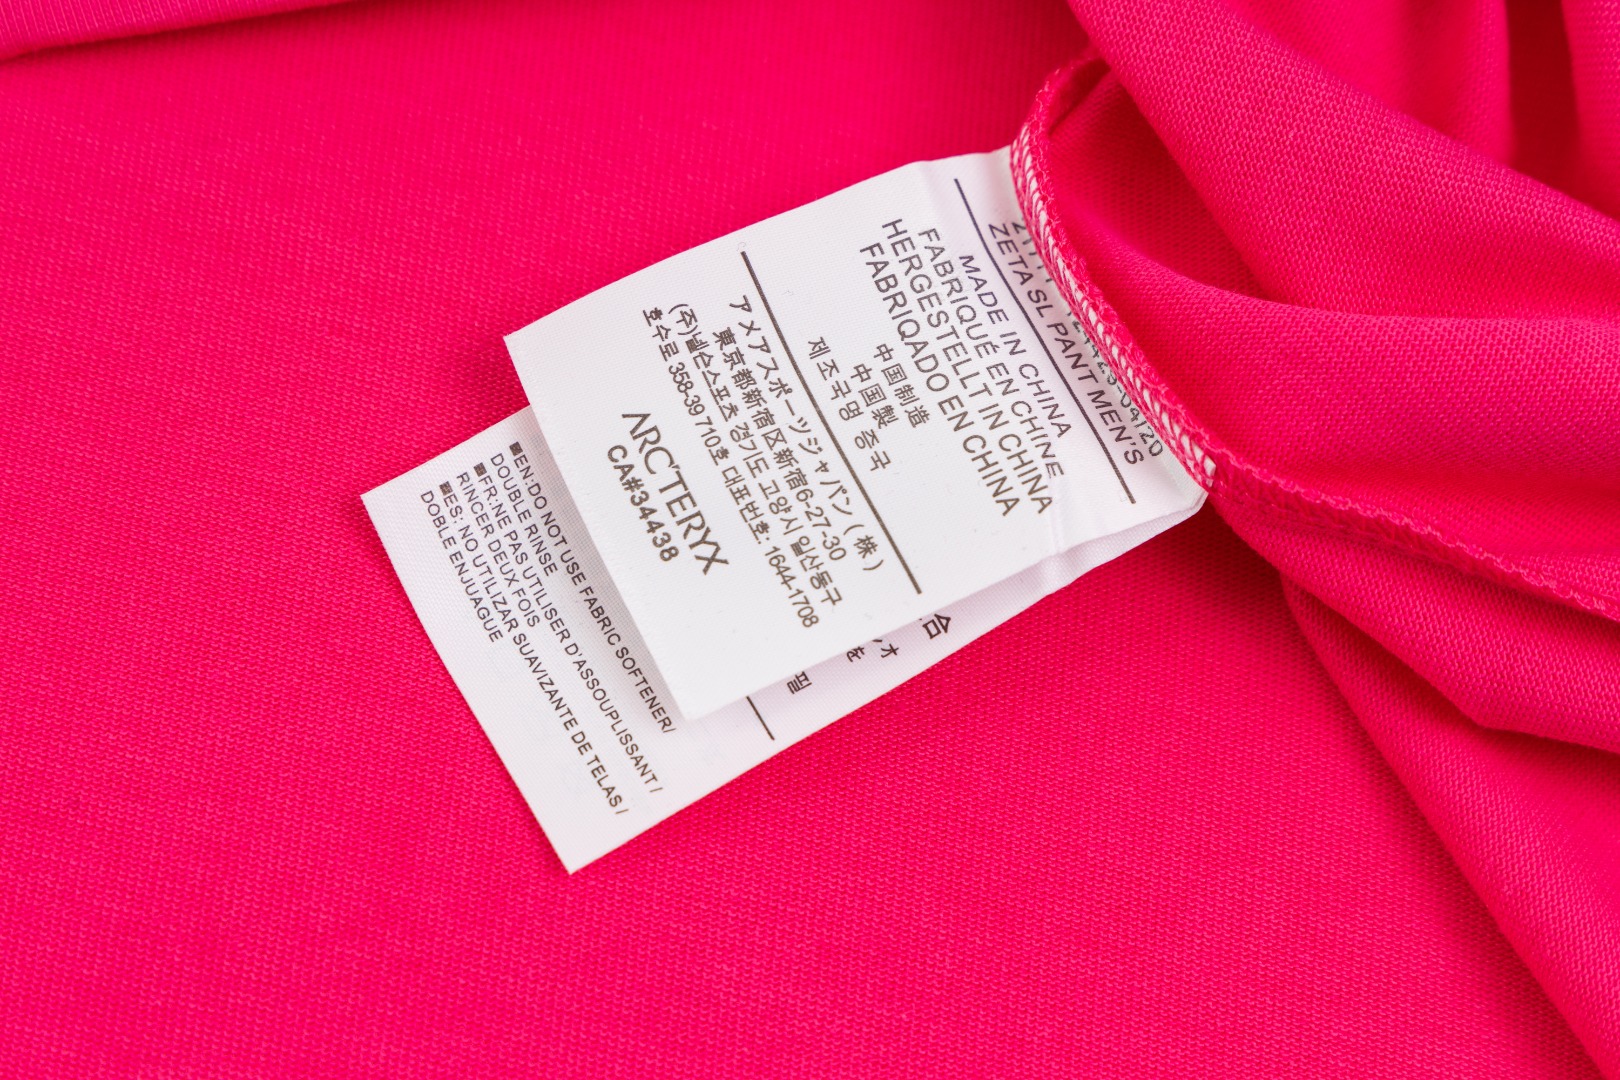 ZETA SL PANT MEN'S
MADE IN CHINA
FABRIQUÉ EN CHINE
HERGESTELLT IN CHINA
FABRIQADO EN CHINA
中国制造
中国製
제조국명 중국
アメアスポーツジャパン (株)
東京都新宿区新宿6-27-30
(주)넬슨스포츠 경기도 고양시 일산동구
호수로 358-39 710호 대표번호: 1644-1708
ARC'TERYX
CA#34438
EN:DO NOT USE FABRIC SOFTENER/
DOUBLE RINSE
FR:NE PAS UTILISER D'ASSOUPLISSANT /
RINCER DEUX FOIS
ES: NO UTILIZAR SUAVIZANTE DE TELAS /
DOBLE ENJUAGUE